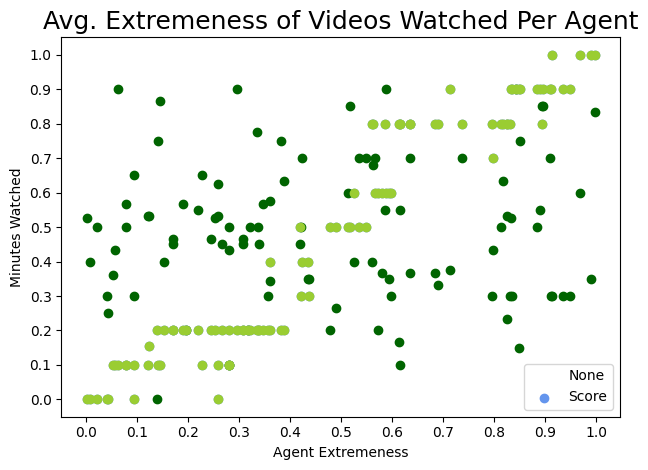 Avg. Extremeness of Videos Watched Per Agent
Minutes Watched
1.0
0.9
0.8
0.7
0.6
0.5
0.4
0.3
0.2
0.1
0.0
None
Score
0.0 0.1 0.2 0.3 0.4 0.5 0.6 0.7 0.8 0.9 1.0
Agent Extremeness